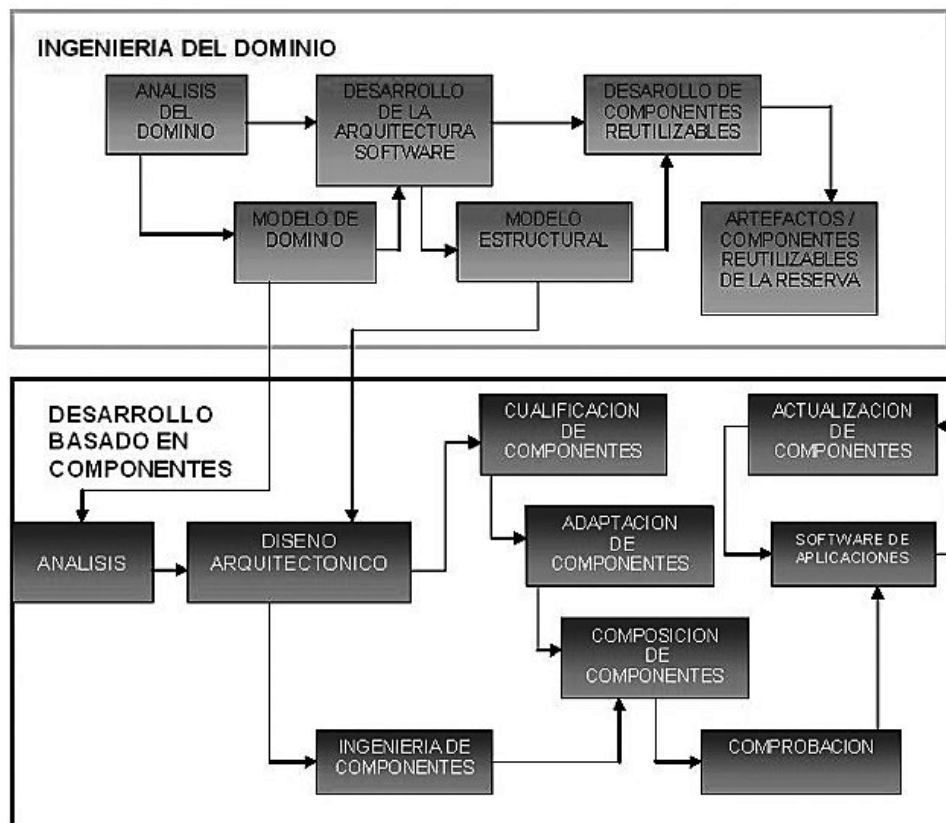 INGENIERIA DEL DOMINIO
ANALISIS
DEL
DOMINIO
DESARROLLO
DE LA
ARQUITECTURA
SOFTWARE
DESARROLLO DE
COMPONENTES
REUTILIZABLES
MODELO DE
DOMINIO
MODELO
ESTRUCTURAL
ARTEFACTOS /
COMPONENTES
REUTILIZABLES
DE LA RESERVA
DESARROLLO
BASADO EN
COMPONENTES
CUALIFICACION
DE
COMPONENTES
ACTUALIZACION
DE
COMPONENTES
ANALISIS
DISEÑO
ARQUITECTONICO
ADAPTACION
DE
COMPONENTES
SOFTWARE DE
APLICACIONES
COMPOSICION
DE
COMPONENTES
INGENIERIA DE
COMPONENTES
COMPROBACION